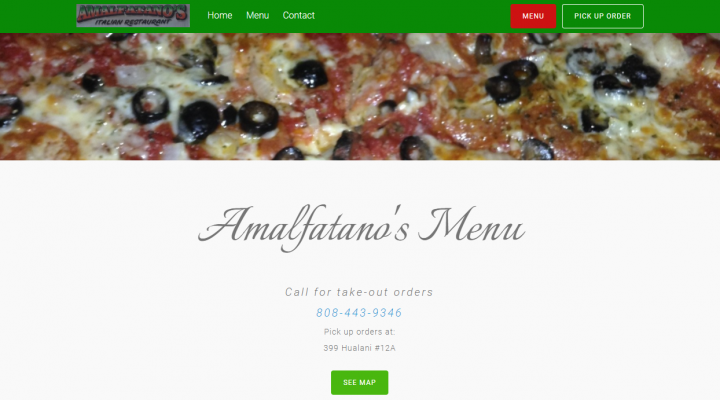 AMALFATANO'S
ITALIAN RESTAURANT
Home Menu Contact
MENU
PICK UP ORDER
Amalfatano's Menu
Call for take-out orders
808-443-9346
Pick up orders at:
399 Hualani #12A
SEE MAP